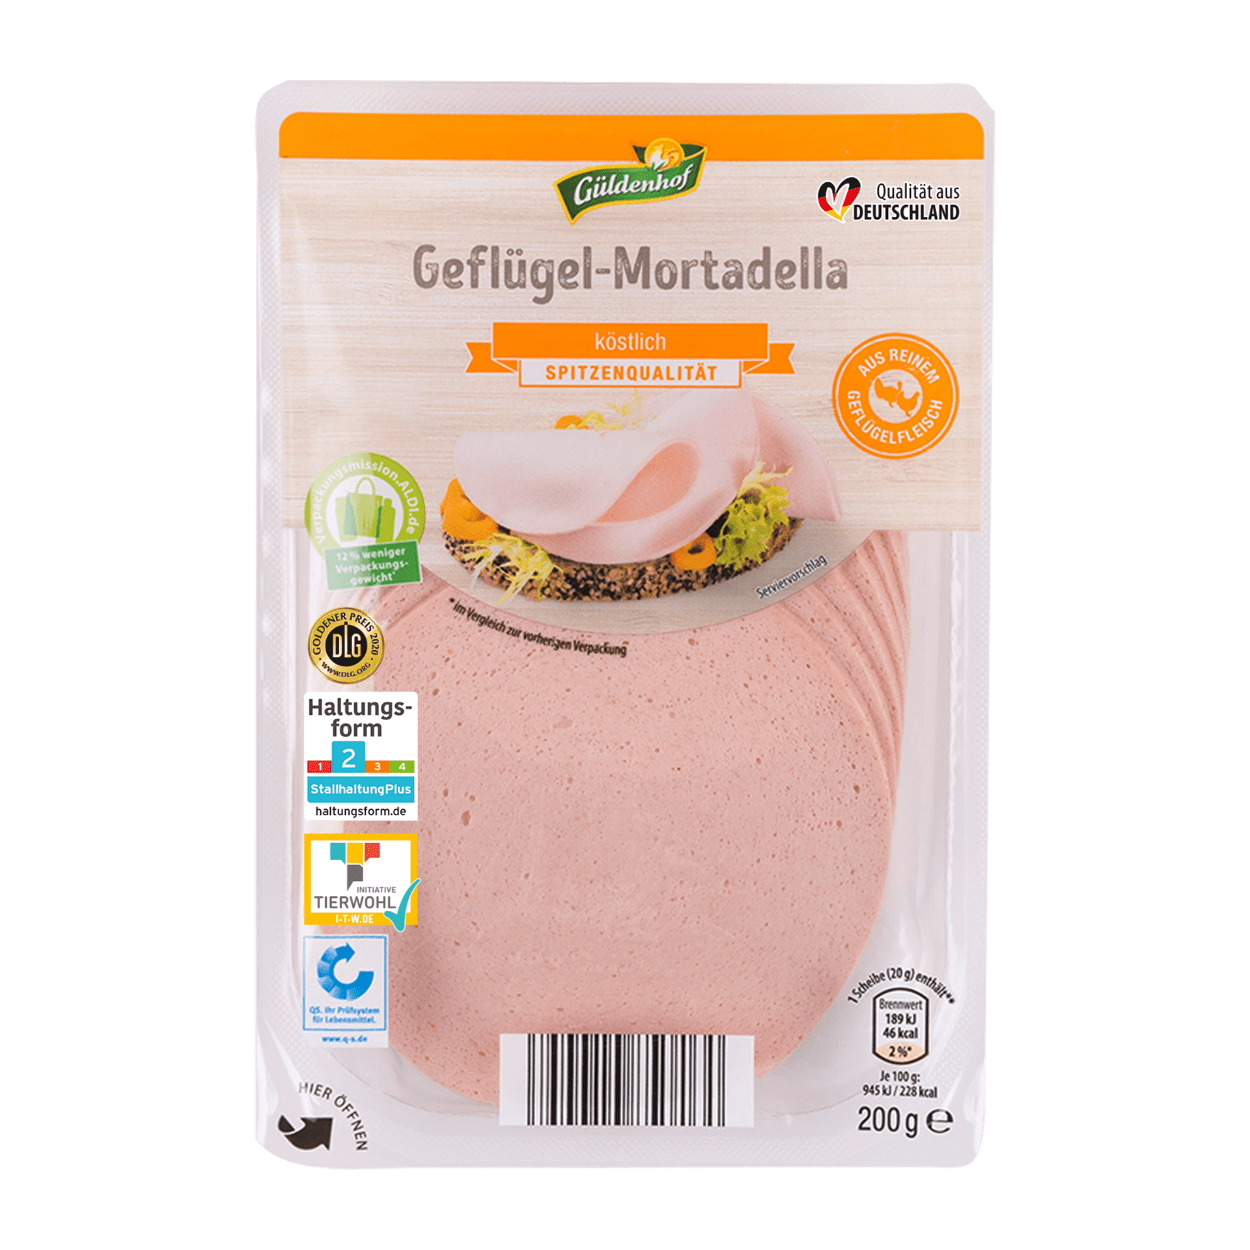 Güldenhof
Qualität aus
DEUTSCHLAND
Geflügel-Mortadella
köstlich
SPITZENQUALITÄT
AUS REINEM
GEFLÜGELFLEISCH
Verpackungsmission.ALDI.de
12 % weniger
Verpackungs-
gewicht*
Serviervorschlag
*im Vergleich zur vorherigen Verpackung
GOLDENER PREIS 2020
DLG
WWW.DLG.ORG
Haltungs-
form
1 2 3 4
StallhaltungPlus
haltungsform.de
INITIATIVE
TIERWOHL
I-T-W.DE
QS. Ihr Prüfsystem
für Lebensmittel.
www.q-s.de
1 Scheibe (20 g) enthält**
Brennwert
189 kJ
46 kcal
2 %*
Je 100 g:
945 kJ / 228 kcal
200 g e
HIER ÖFFNEN